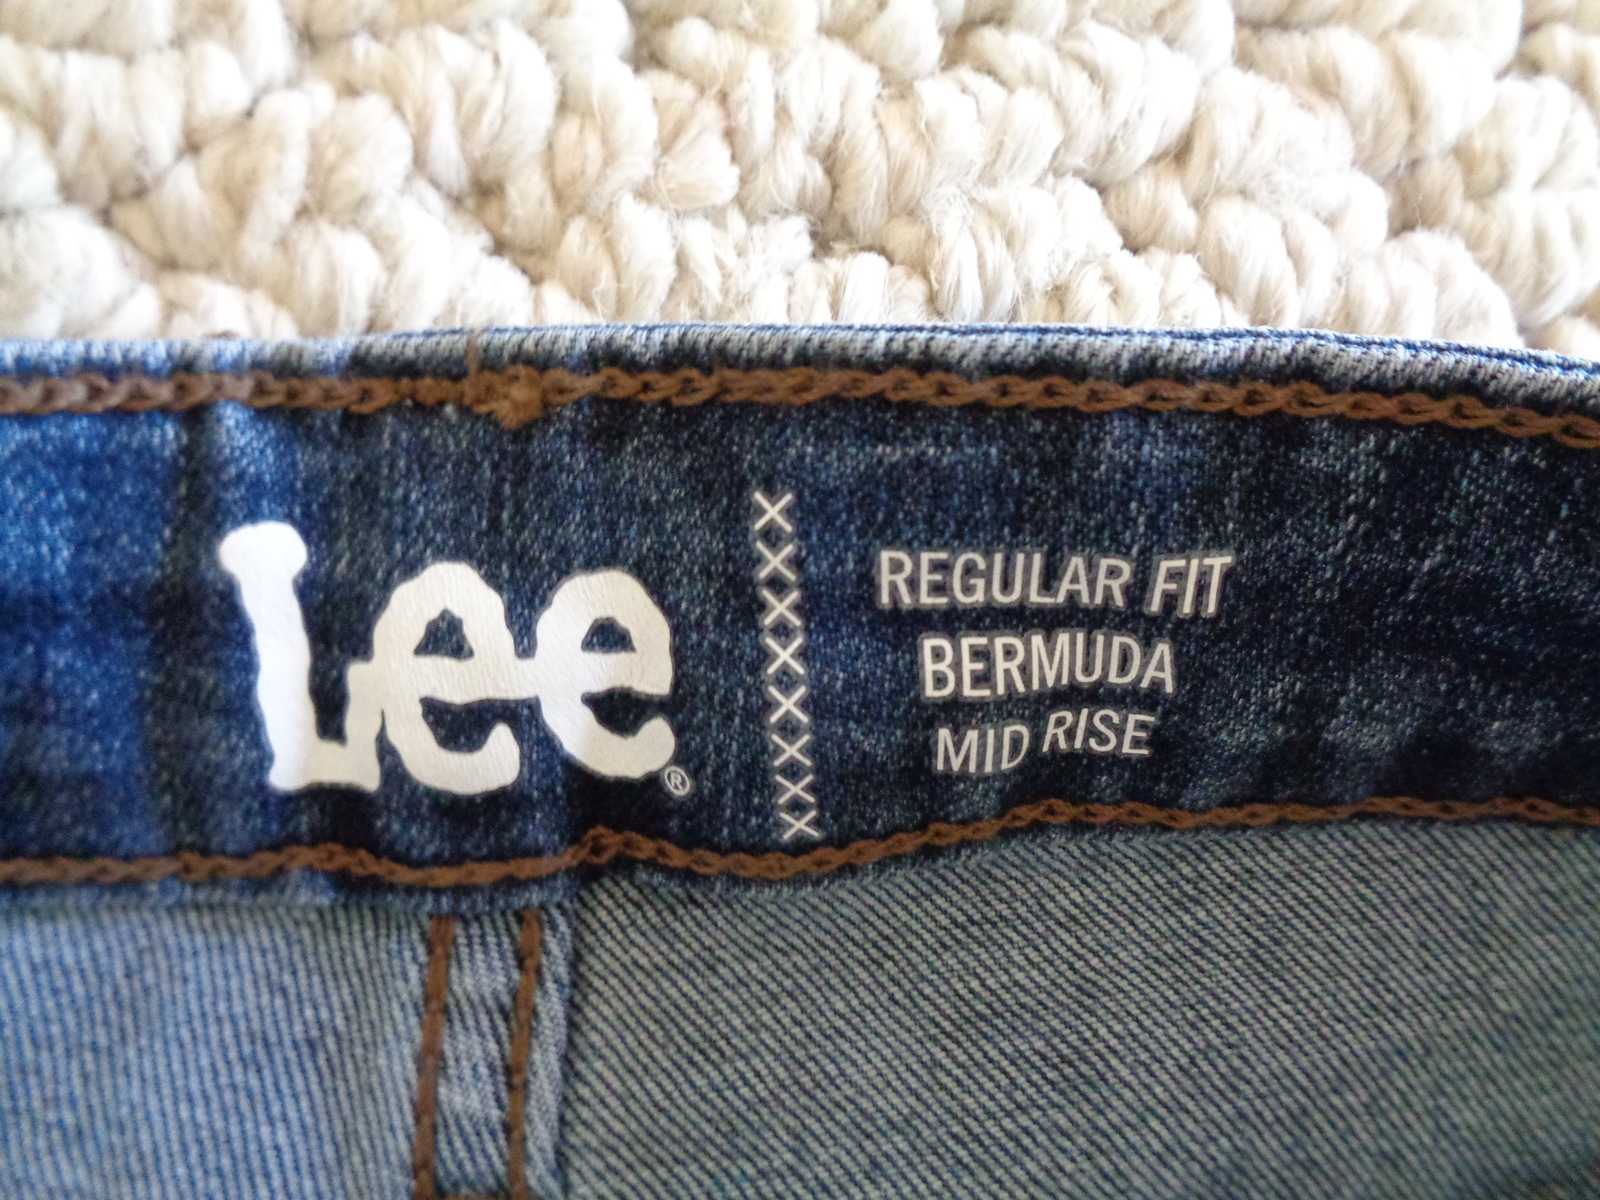 Lee®
REGULAR FIT
BERMUDA
MID RISE